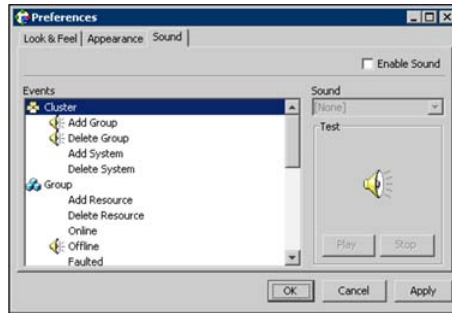 Preferences
Look & Feel Appearance Sound
Enable Sound
Events
Cluster
Add Group
Delete Group
Add System
Delete System
Group
Add Resource
Delete Resource
Online
Offline
Faulted
Sound
[None]
Test
Play Stop
OK Cancel Apply